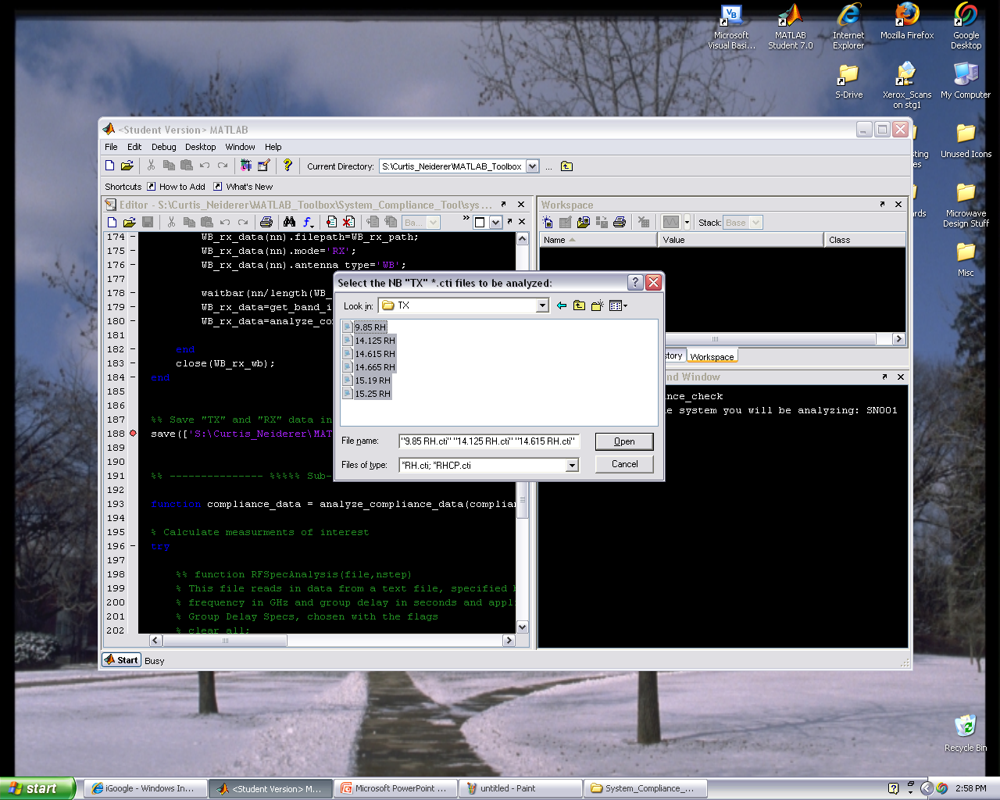 Microsoft Visual Basi...
MATLAB Student 7.0
Internet Explorer
Mozilla Firefox
Google Desktop
S-Drive
Xerox_Scans on stg1
My Computer
Unused Icons
Microwave Design Stuff
Misc
Recycle Bin
<Student Version> MATLAB
File Edit Debug Desktop Window Help
Current Directory: S:\Curtis_Neiderer\MATLAB_Toolbox
Shortcuts How to Add What's New
Editor - S:\Curtis_Neiderer\MATLAB_Toolbox\System_Compliance_Tool\sys ...
Ba...
174 - WB_rx_data(nn).filepath=WB_rx_path;
175 - WB_rx_data(nn).mode='RX';
176 - WB_rx_data(nn).antenna_type='WB';
177
178 - waitbar(nn/length(WB_
179 - WB_rx_data=get_band_i
180 - WB_rx_data=analyze_co
181
182 - end
183 - close(WB_rx_wb);
184 - end
185
186
187 %% Save "TX" and "RX" data in
188 save(['S:\Curtis_Neiderer\MAT
189
190
191 %% --------------- %%%%% Sub-
192
193 function compliance_data = analyze_compliance_data(complian
194
195 % Calculate measurments of interest
196 - try
197
198 %% function RFSpecAnalysis(file,nstep)
199 % This file reads in data from a text file, specified
200 % frequency in GHz and group delay in seconds and appli
201 % Group Delay Specs, chosen with the flags
202 % clear all;
Workspace
Stack: Base
Name Value Class
tory Workspace
nd Window
nce_check
e system you will be analyzing: SN001
Select the NB "TX" *.cti files to be analyzed:
Look in: TX
9.85 RH
14.125 RH
14.615 RH
14.665 RH
15.19 RH
15.25 RH
File name: "9.85 RH.cti" "14.125 RH.cti" "14.615 RH.cti"
Open
Files of type: *RH.cti; *RHCP.cti
Cancel
Start Busy
start
iGoogle - Windows In...
<Student Version> M...
Microsoft PowerPoint ...
untitled - Paint
System_Compliance_...
2:58 PM